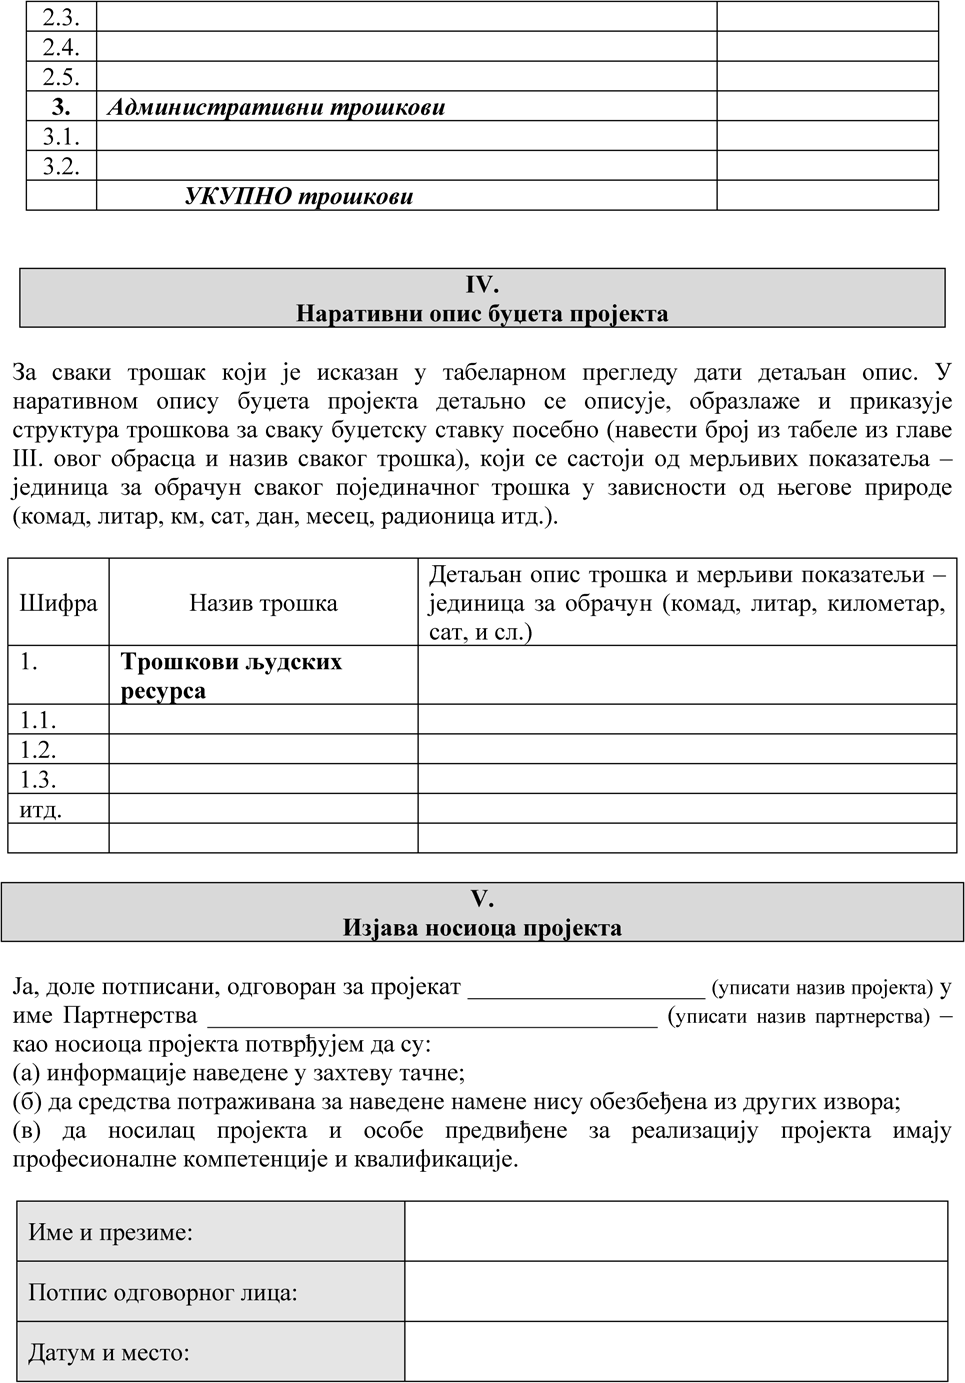 2.3.
2.4.
2.5.
3. Административни трошкови
3.1.
3.2.
УКУПНО трошкови
IV.
Наративни опис буџета пројекта
За сваки трошак који је исказан у табеларном прегледу дати детаљан опис. У
наративном опису буџета пројекта детаљно се описује, образлаже и приказује
структура трошкова за сваку буџетску ставку посебно (навести број из табеле из главе
III. овог обрасца и назив сваког трошка), који се састоји од мерљивих показатеља –
јединица за обрачун сваког појединачног трошка у зависности од његове природе
(комад, литар, км, сат, дан, месец, радионица итд.).
Шифра
Назив трошка
Детаљан опис трошка и мерљиви показатељи –
јединица за обрачун (комад, литар, километар,
сат, и сл.)
1. Трошкови људских
ресурса
1.1.
1.2.
1.3.
итд.
V.
Изјава носиоца пројекта
Ја, доле потписани, одговоран за пројекат ___________________ (уписати назив пројекта) у
име Партнерства ____________________________________ (уписати назив партнерства) –
као носиоца пројекта потврђујем да су:
(а) информације наведене у захтеву тачне;
(б) да средства потраживана за наведене намене нису обезбеђена из других извора;
(в) да носилац пројекта и особе предвиђене за реализацију пројекта имају
професионалне компетенције и квалификације.
Име и презиме:
Потпис одговорног лица:
Датум и место: